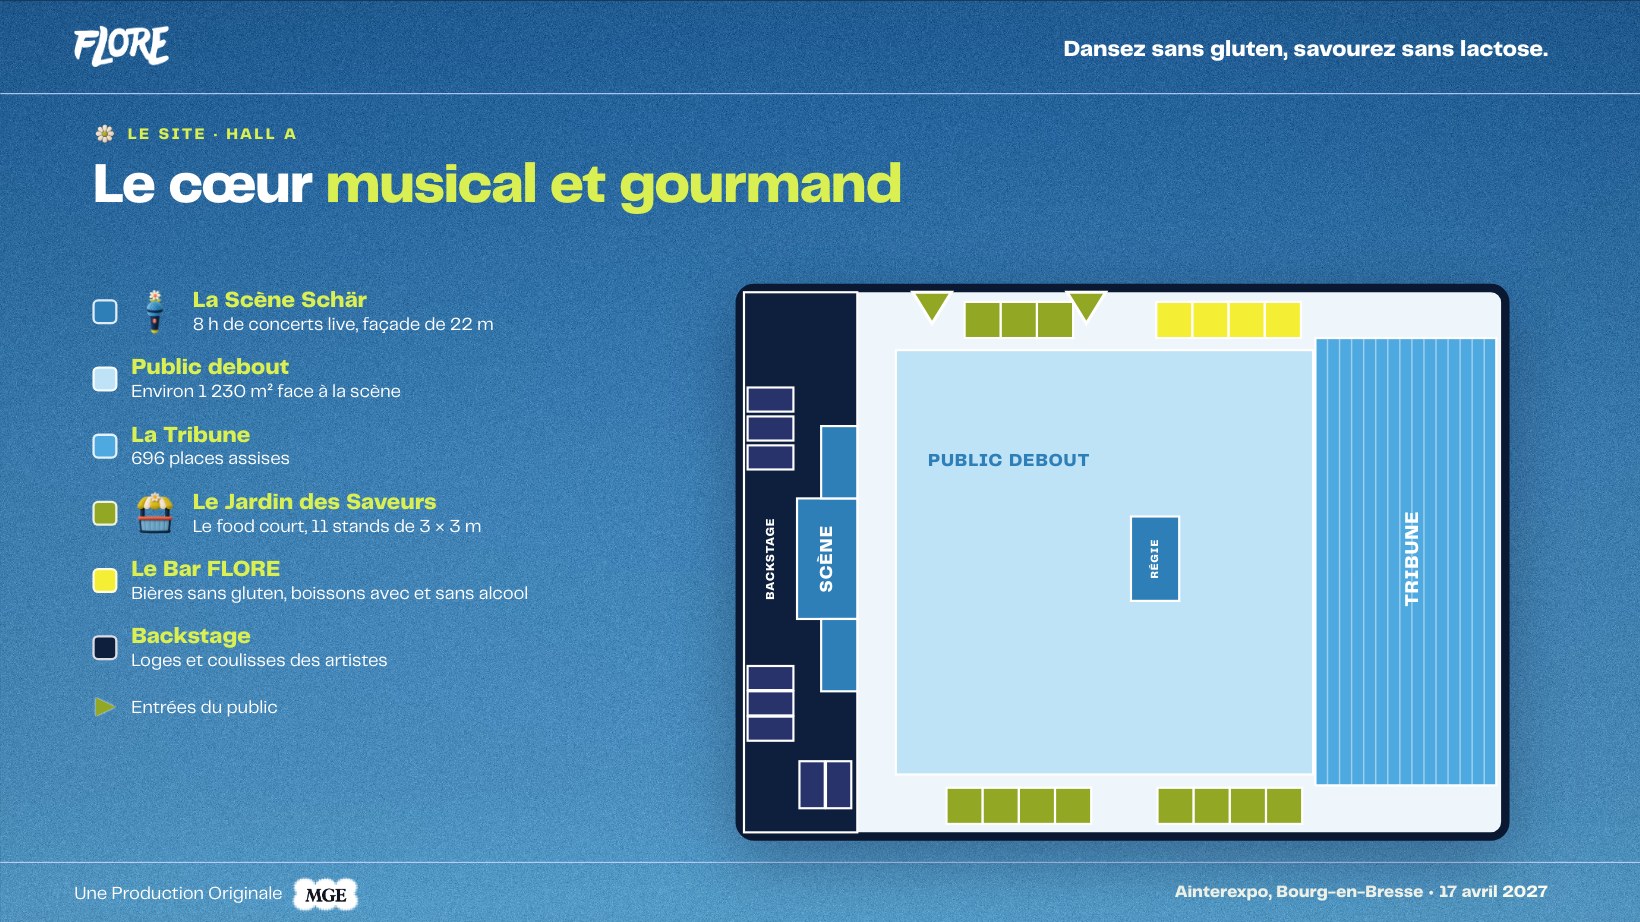 FLORE
Dansez sans gluten, savourez sans lactose.
LE SITE · HALL A
Le cœur musical et gourmand
La Scène Schär
8 h de concerts live, façade de 22 m
Public debout
Environ 1 230 m² face à la scène
La Tribune
696 places assises
Le Jardin des Saveurs
Le food court, 11 stands de 3 × 3 m
Le Bar FLORE
Bières sans gluten, boissons avec et sans alcool
Backstage
Loges et coulisses des artistes
Entrées du public
BACKSTAGE
SCÈNE
PUBLIC DEBOUT
RÉGIE
TRIBUNE
Une Production Originale MGE
Ainterexpo, Bourg-en-Bresse • 17 avril 2027